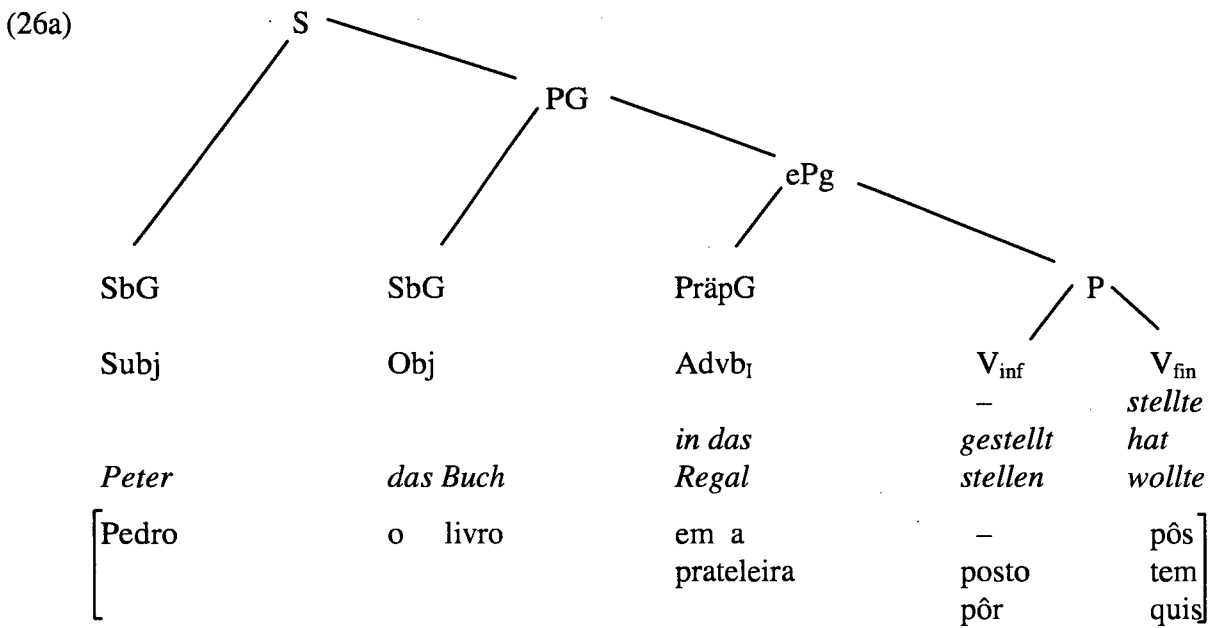 (26a) S
PG
ePg
SbG SbG PräpG P
Subj Obj Advb_I V_inf V_fin
– stellte
in das gestellt hat
Peter das Buch Regal stellen wollte
Pedro o livro em a – pôs
prateleira posto tem
pôr quis